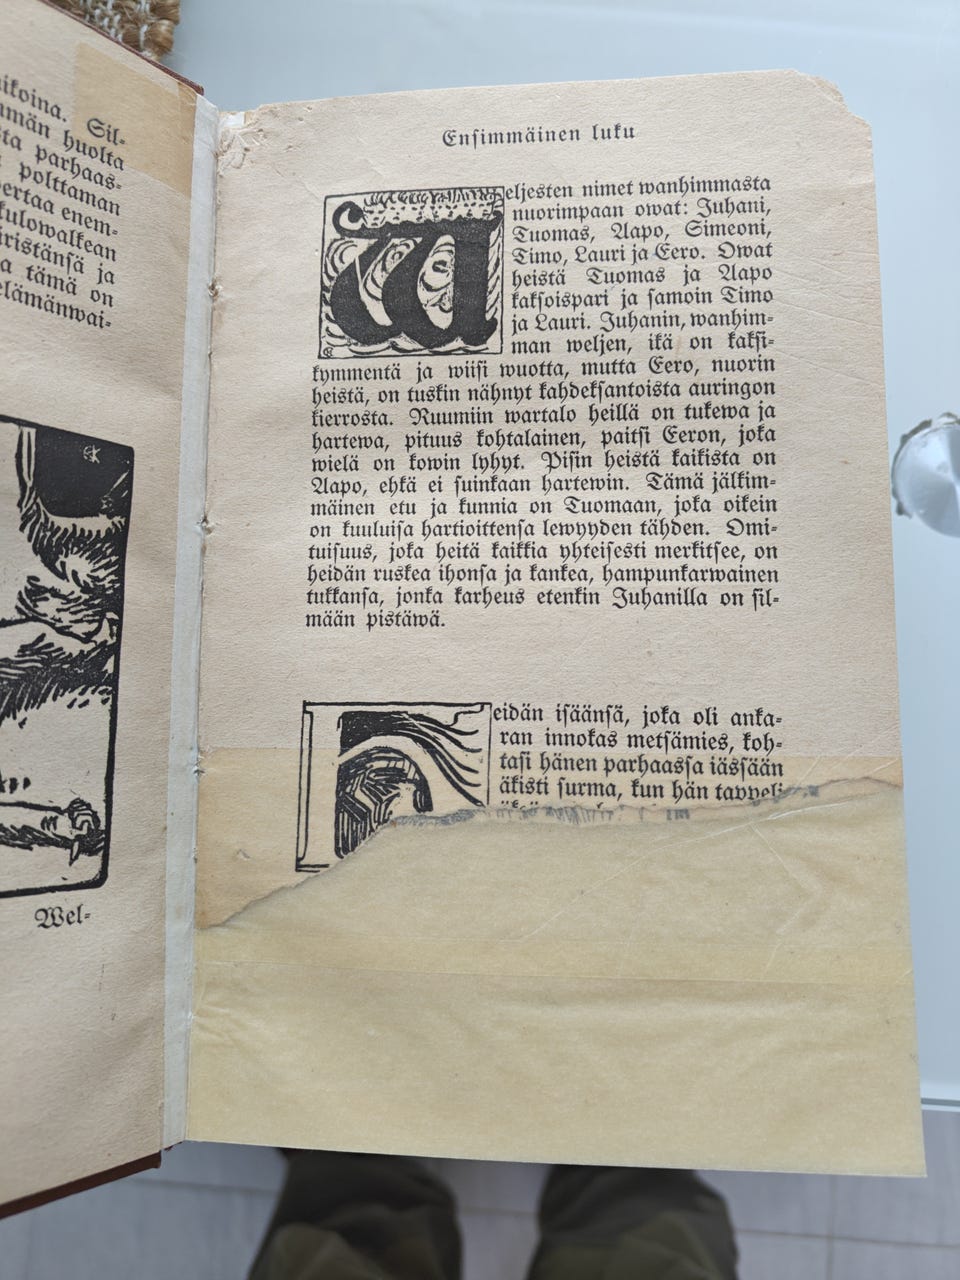 ikoina. Sil-
mmän huolta
sta parhaas-
polttaman
pertaa enem-
kulowalkean
iristänsä ja
a tämä on
elämänwai-
Wel-
Ensimmäinen luku
Weljesten nimet wanhimmasta
nuorimpaan owat: Juhani,
Tuomas, Aapo, Simeoni,
Timo, Lauri ja Eero. Owat
heistä Tuomas ja Aapo
kaksoispari ja samoin Timo
ja Lauri. Juhanin, wanhim-
man weljen, ikä on kaksi-
kymmentä ja wiisi wuotta, mutta Eero, nuorin
heistä, on tuskin nähnyt kahdeksantoista auringon
kierrosta. Ruumiin wartalo heillä on tukewa ja
hartewa, pituus kohtalainen, paitsi Eeron, joka
wielä on kowin lyhyt. Pisin heistä kaikista on
Aapo, ehkä ei suinkaan hartewin. Tämä jälkim-
mäinen etu ja kunnia on Tuomaan, joka oikein
on kuuluisa hartioittensa lewyyden tähden. Omi-
tuisuus, joka heitä kaikkia yhteisesti merkitsee, on
heidän ruskea ihonsa ja kankea, hampunkarwainen
tukkansa, jonka karheus etenkin Juhanilla on sil-
mään pistäwä.
eidän isäänsä, joka oli anka-
ran innokas metsämies, koh-
tasi hänen parhaassa iässään
äkisti surma, kun hän tappeli